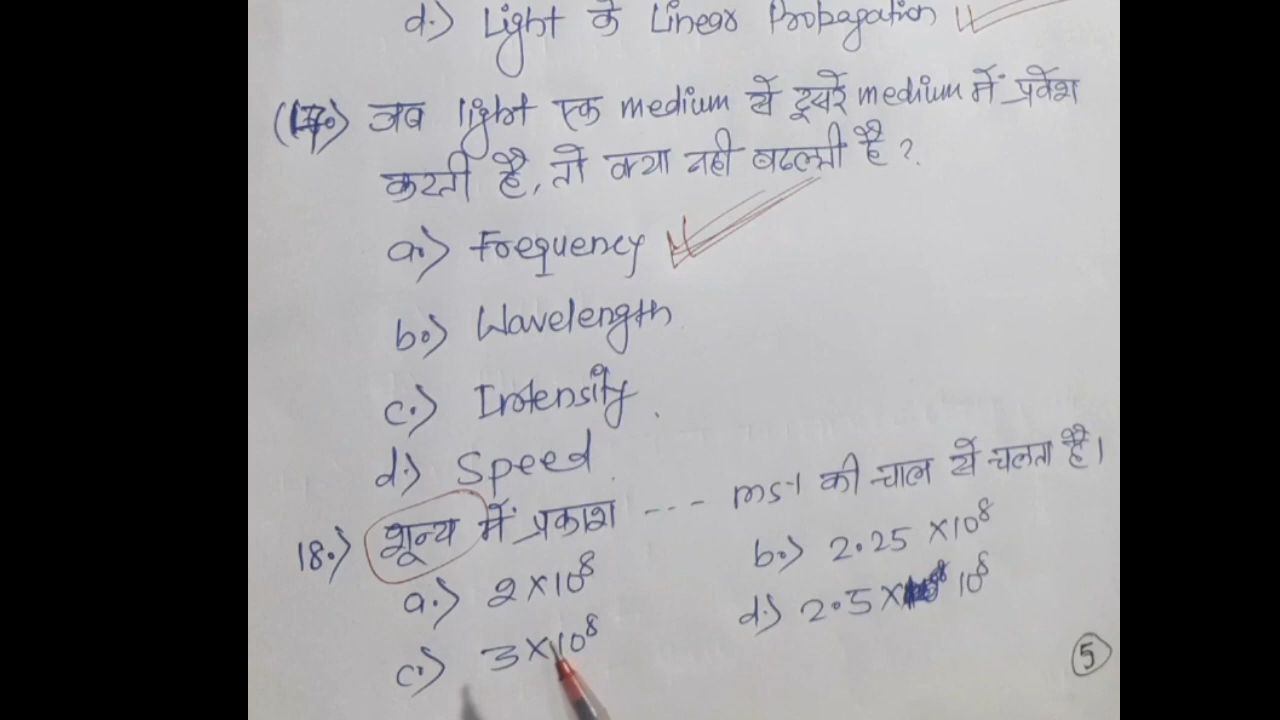 d.) Light के Linear Propagation
(17.) जब light एक medium से दूसरे medium में प्रवेश
करती है, तो क्या नही बदलती है ?
a.) Frequency
b.) Wavelength
c.) Intensity
d.) Speed
18.) शून्य में प्रकाश --- ms-1 की चाल से चलता है।
a.) 2×10⁸ b.) 2.25 ×10⁸
c.) 3×10⁸ d.) 2.5× 10⁸
5